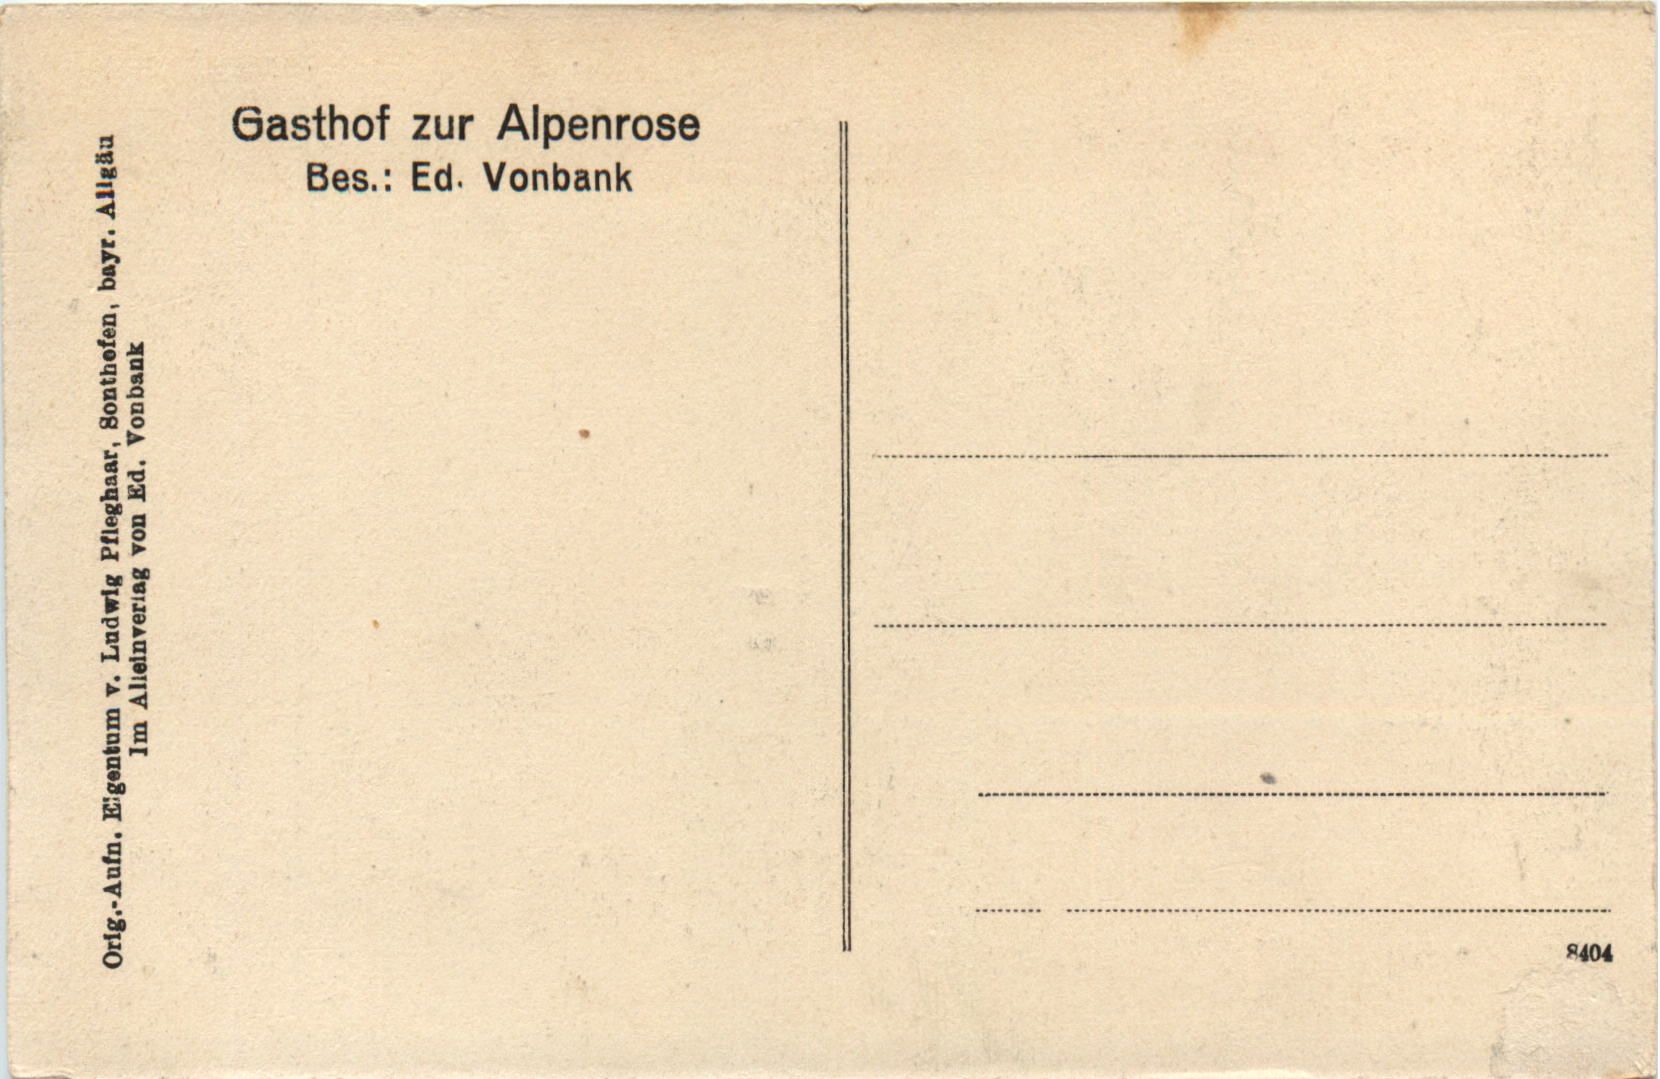 Gasthof zur Alpenrose
Bes.: Ed. Vonbank
Orig.-Aufn. Eigentum v. Ludwig Pfleghaar, Sonthofen, bayr. Allgäu
Im Alleinverlag von Ed. Vonbank
8404